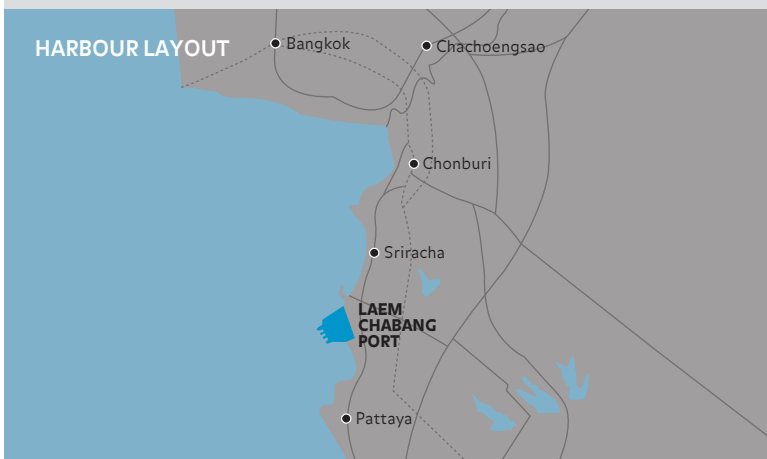 HARBOUR LAYOUT
Bangkok
Chachoengsao
Chonburi
Sriracha
LAEM
CHABANG
PORT
Pattaya